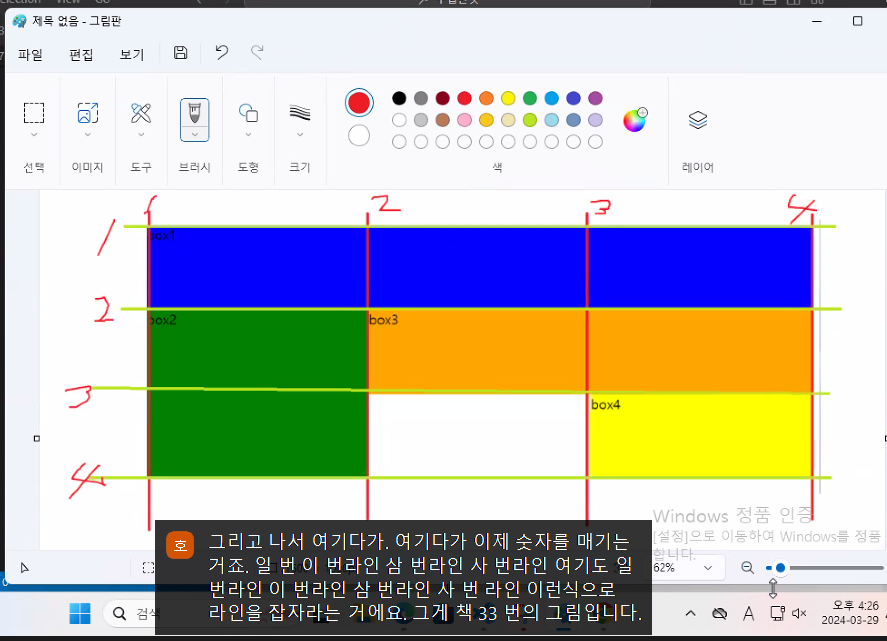 제목 없음 - 그림판
파일 편집 보기
선택 이미지 도구 브러시 도형 크기 색 레이어
1 2 3 4
1
box1
2
box2 box3
3
box4
4
Windows 정품 인증
[설정]으로 이동하여 Windows를 정품
합니다.
호
그리고 나서 여기다가. 여기다가 이제 숫자를 매기는
거죠. 일 번 이 번라인 삼 번라인 사 번라인 여기도 일
번라인 이 번라인 삼 번라인 사 번 라인 이런식으로
라인을 잡자라는 거에요. 그게 책 33 번의 그림입니다.
62%
검색
A
오후 4:26
2024-03-29